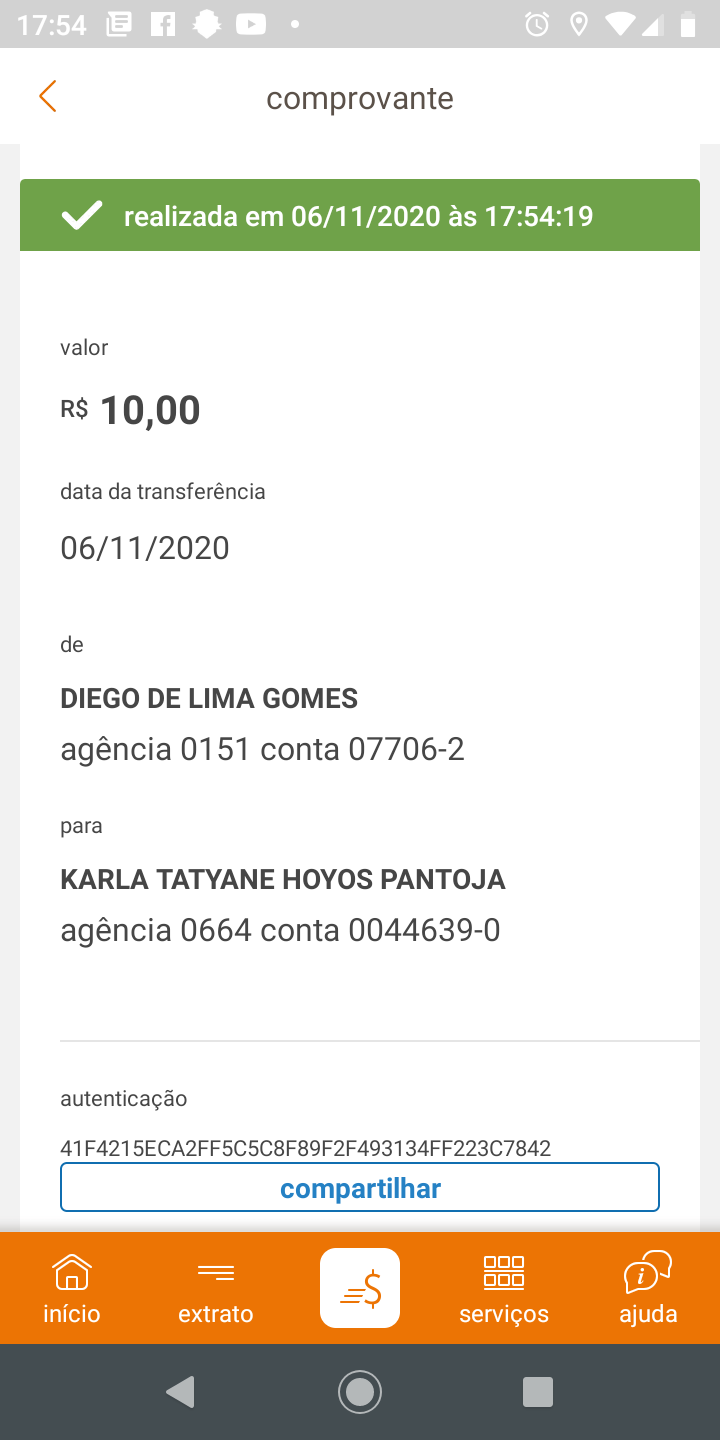 17:54
comprovante
realizada em 06/11/2020 às 17:54:19
valor
R$ 10,00
data da transferência
06/11/2020
de
DIEGO DE LIMA GOMES
agência 0151 conta 07706-2
para
KARLA TATYANE HOYOS PANTOJA
agência 0664 conta 0044639-0
autenticação
41F4215ECA2FF5C5C8F89F2F493134FF223C7842
compartilhar
início extrato serviços ajuda